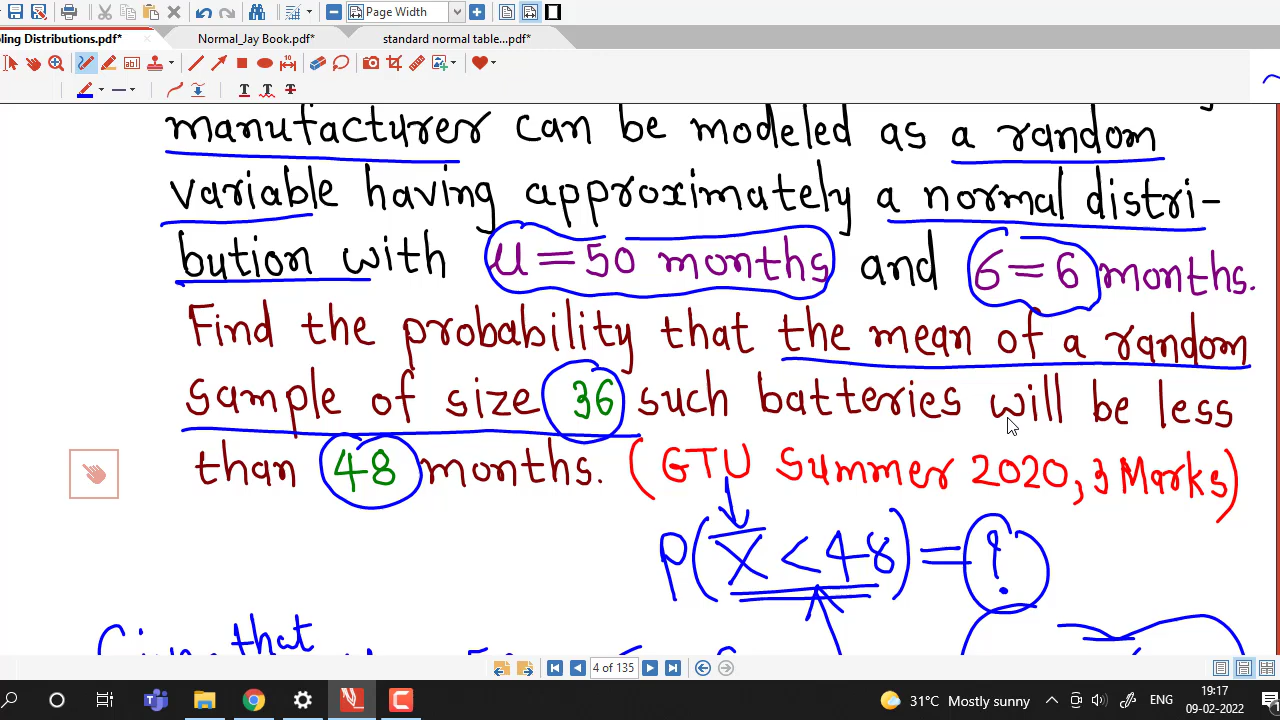 Page Width
pling Distributions.pdf*
Normal_Jay Book.pdf*
standard normal table...pdf*
manufacturer can be modeled as a random
variable having approximately a normal distri-
bution with μ=50 months and σ=6 months.
Find the probability that the mean of a random
sample of size 36 such batteries will be less
than 48 months. (GTU Summer 2020, 3 Marks)
P(X̄ < 48) = ?
Given that
4 of 135
31°C Mostly sunny
ENG
19:17
09-02-2022